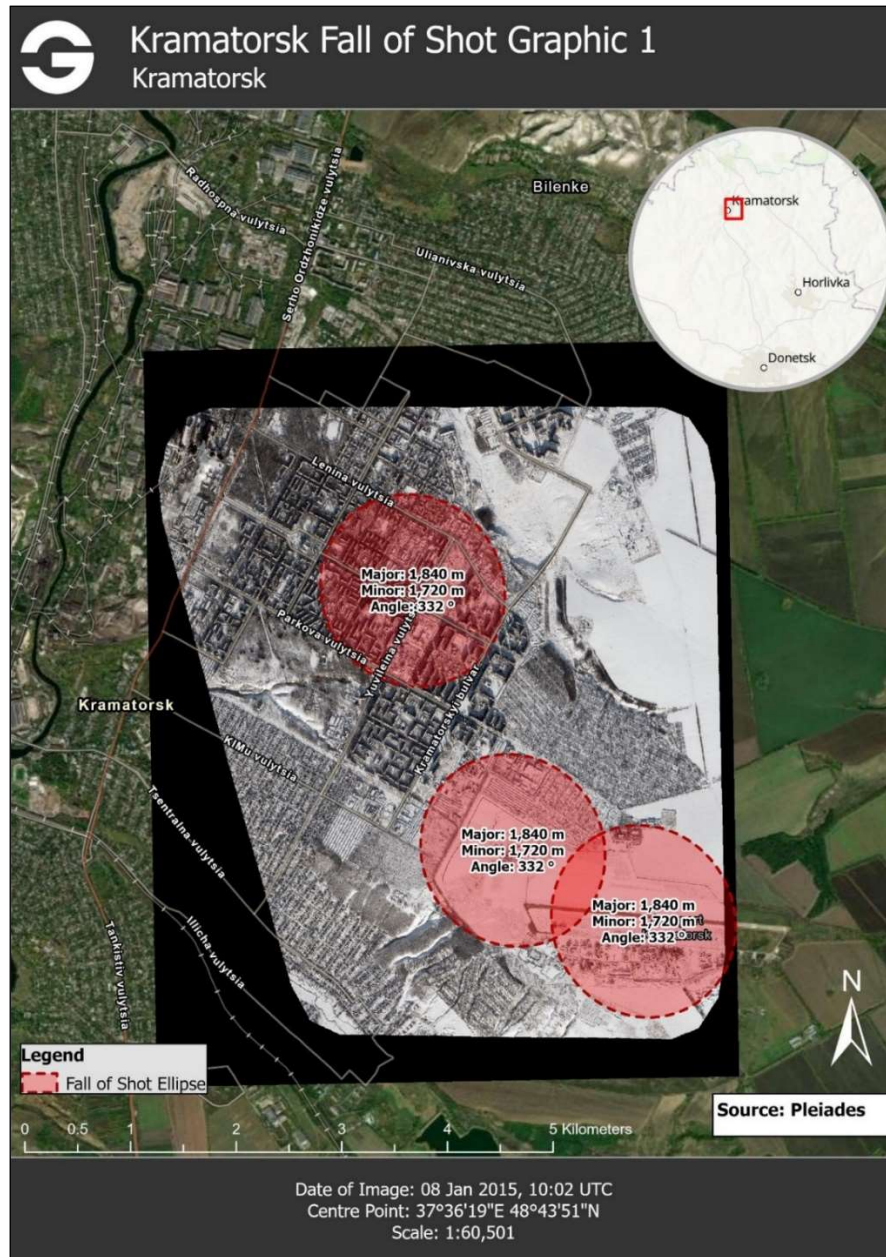 Kramatorsk Fall of Shot Graphic 1
Kramatorsk
Bilenke
Radhospna vulytsia
Serho Ordzhonikidze vulytsia
Ulianivska vulytsia
Kramatorsk
Horlivka
Donetsk
Lenina vulytsia
Major: 1,840 m
Minor: 1,720 m
Angle: 332 °
Parkova vulytsia
Yuvileina vulyts
Kramatorskyi bulvar
Kramatorsk
KIMu vulytsia
Tsentralna vulytsia
Illicha vulytsia
Tankistiv vulytsia
Major: 1,840 m
Minor: 1,720 m
Angle: 332 °
Major: 1,840 m
Minor: 1,720 m
Angle: 332 °
N
Legend
Fall of Shot Ellipse
Source: Pleiades
0 0.5 1 2 3 4 5 Kilometers
Date of Image: 08 Jan 2015, 10:02 UTC
Centre Point: 37°36'19"E 48°43'51"N
Scale: 1:60,501